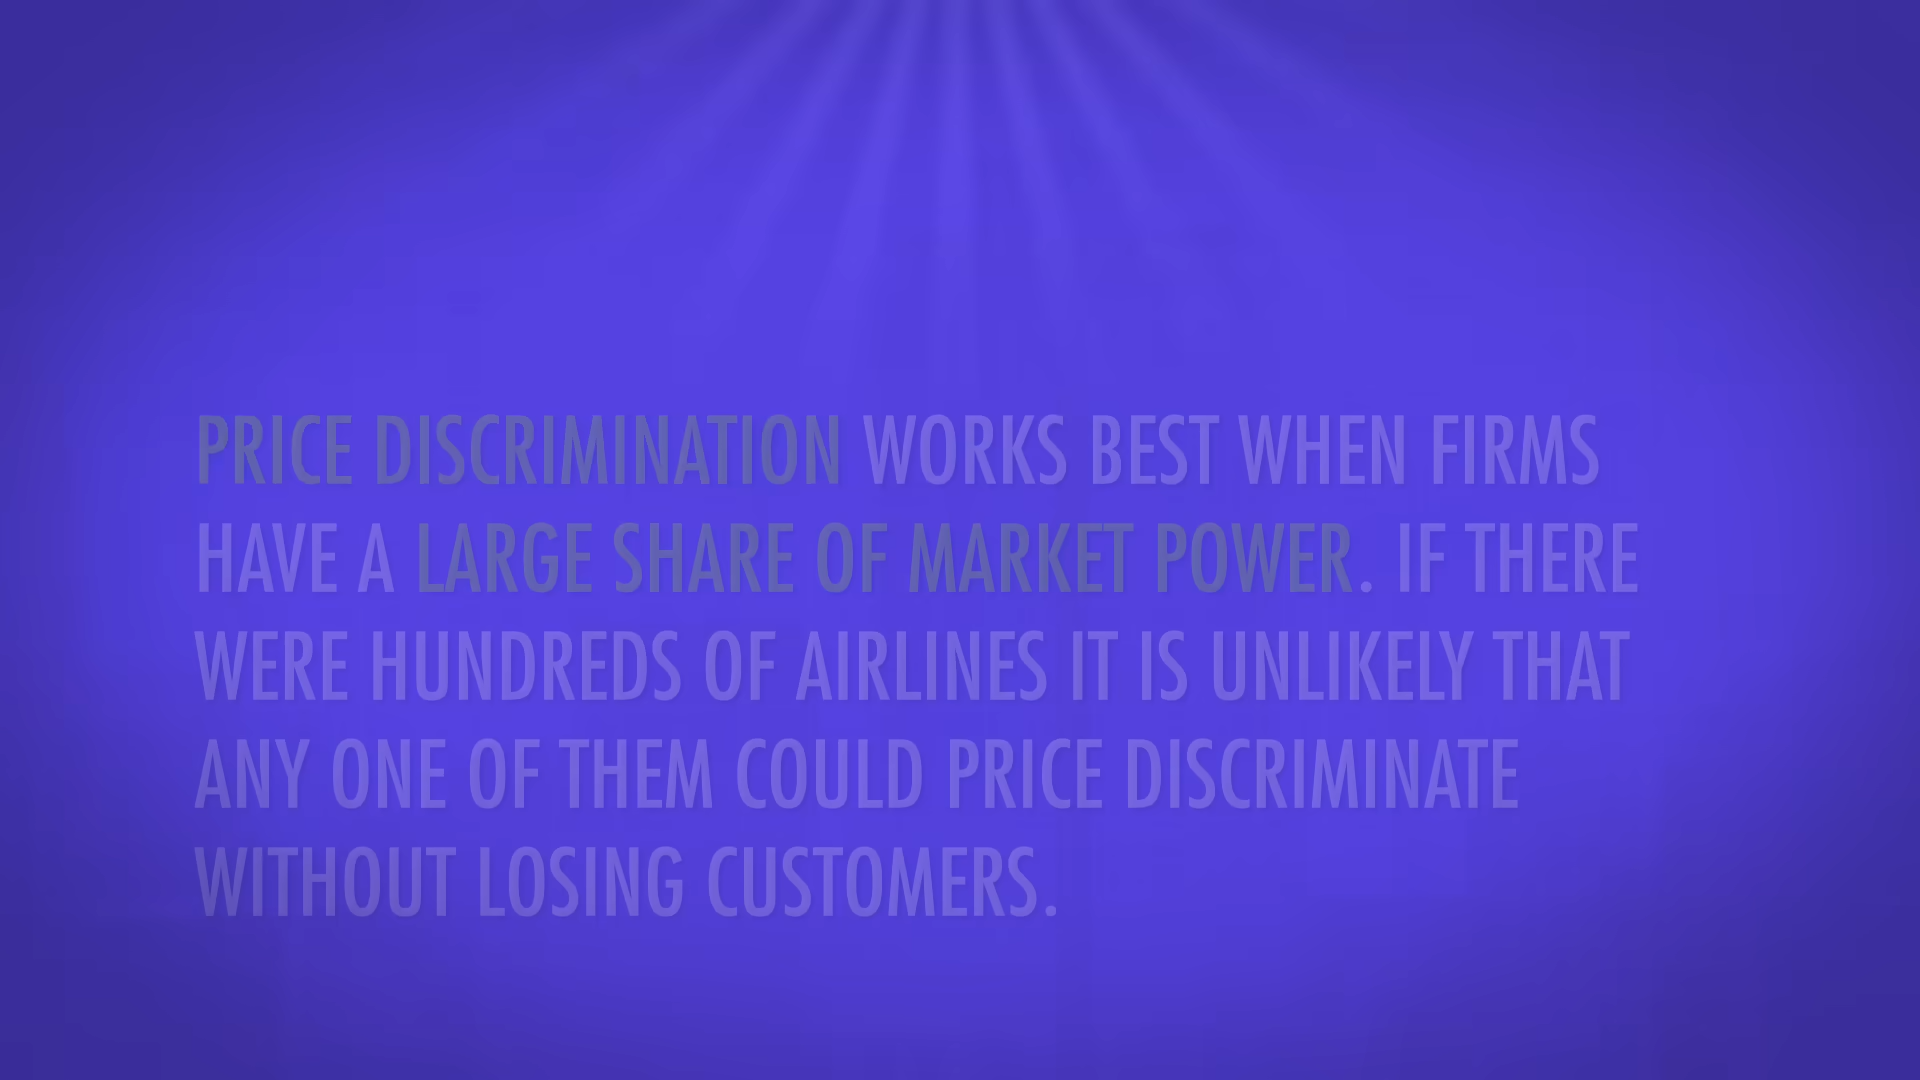 PRICE DISCRIMINATION WORKS BEST WHEN FIRMS
HAVE A LARGE SHARE OF MARKET POWER. IF THERE
WERE HUNDREDS OF AIRLINES IT IS UNLIKELY THAT
ANY ONE OF THEM COULD PRICE DISCRIMINATE
WITHOUT LOSING CUSTOMERS.